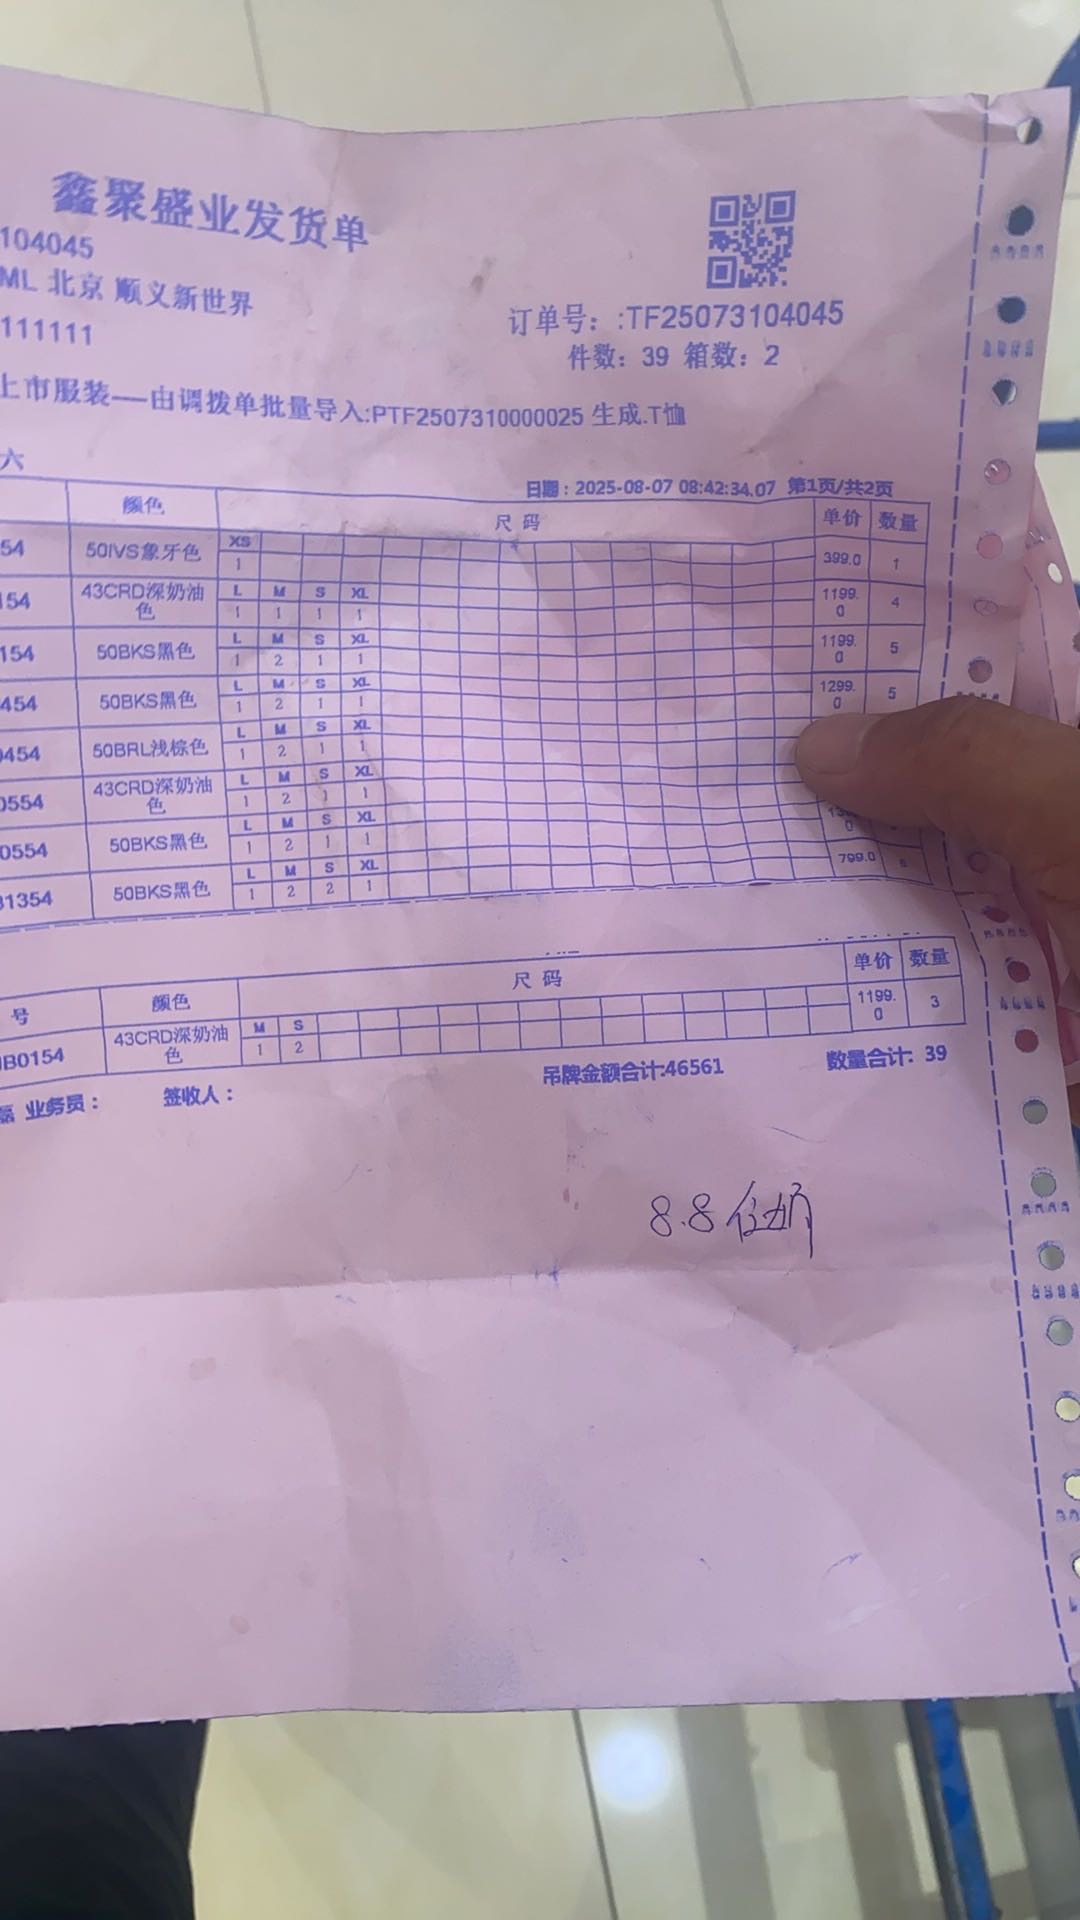 鑫聚盛业发货单
104045
ML 北京 顺义新世界
111111
订单号：:TF25073104045
件数：39 箱数：2
上市服装—由调拨单批量导入:PTF2507310000025 生成.T恤
六
日期：2025-08-07 08:42:34.07 第1页/共2页
颜色 尺码 单价 数量
54 50IVS象牙色 XS 399.0 1
1
154 43CRD深奶油色 L M S XL 1199.0 4
1 1 1 1
154 50BKS黑色 L M S XL 1199.0 5
1 2 1 1
454 50BKS黑色 L M S XL 1299.0 5
1 2 1 1
0454 50BRL浅棕色 L M S XL
1 2 1 1
0554 43CRD深奶油色 L M S XL
1 2 1 1
0554 50BKS黑色 L M S XL
1 2 1 1
31354 50BKS黑色 L M S XL 799.0 6
1 2 2 1
号 颜色 尺码 单价 数量
IB0154 43CRD深奶油色 M S 1199.0 3
1 2
吊牌金额合计:46561 数量合计: 39
磊 业务员： 签收人：
8.8